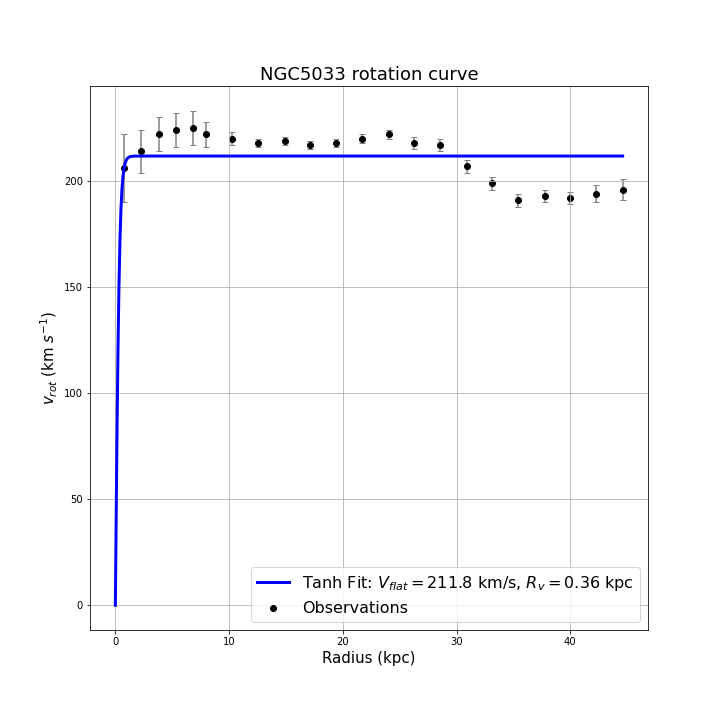 NGC5033 rotation curve
200
150
100
50
0
v_rot (km s⁻¹)
Tanh Fit: V_flat = 211.8 km/s, R_v = 0.36 kpc
Observations
0 10 20 30 40
Radius (kpc)